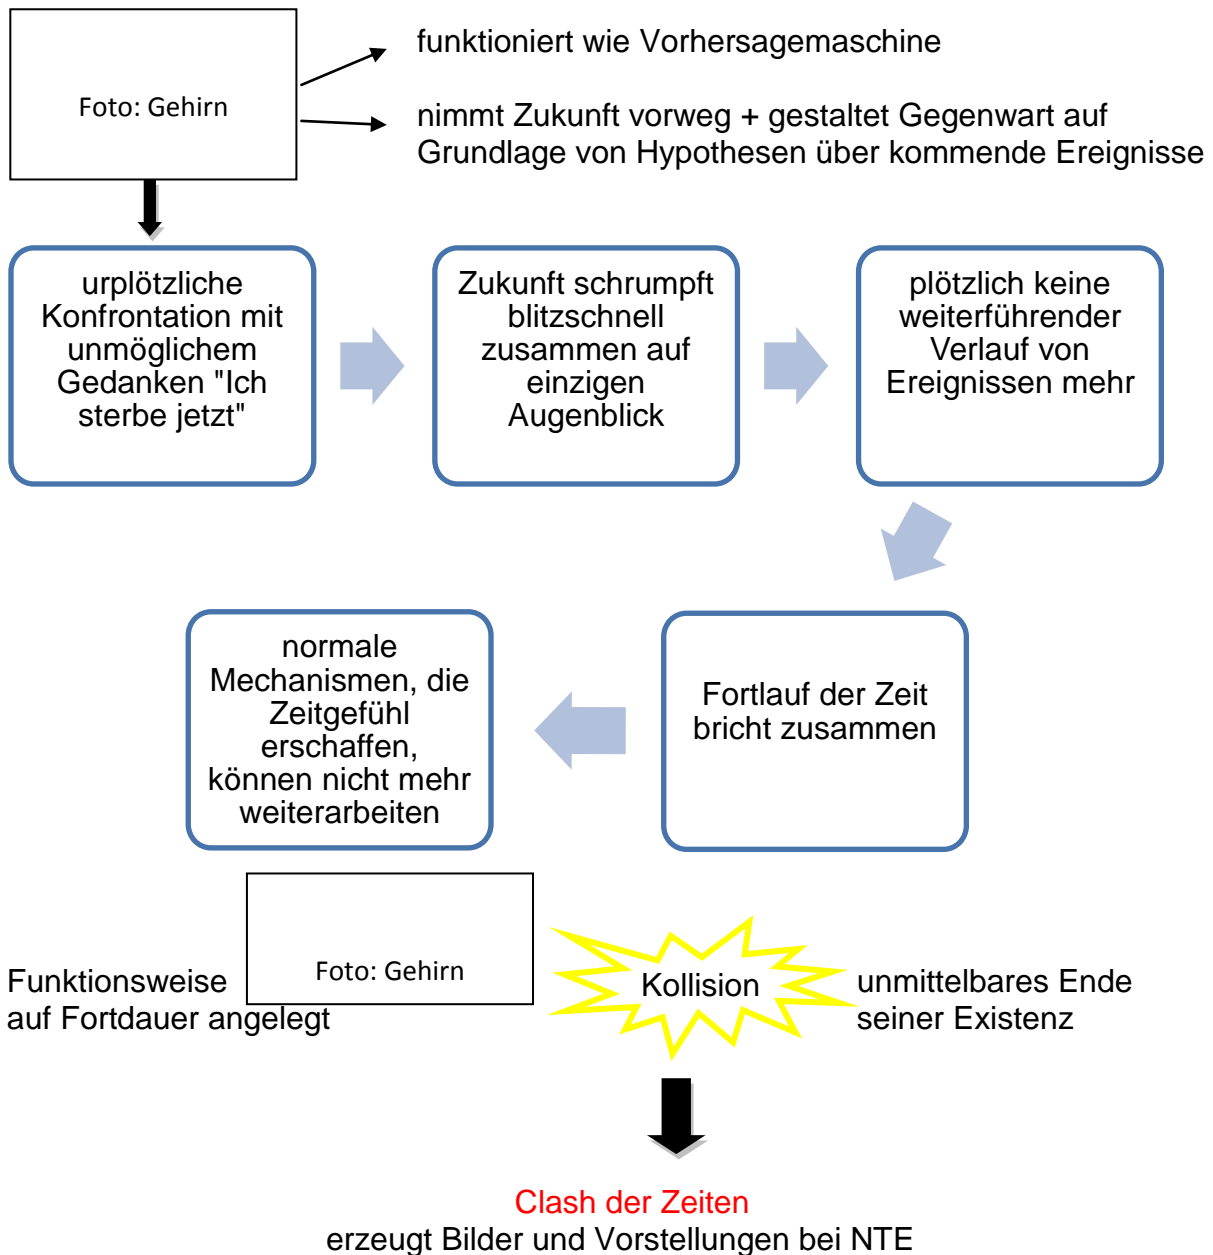 funktioniert wie Vorhersagemaschine
Foto: Gehirn
nimmt Zukunft vorweg + gestaltet Gegenwart auf
Grundlage von Hypothesen über kommende Ereignisse
urplötzliche
Konfrontation mit
unmöglichem
Gedanken "Ich
sterbe jetzt"
Zukunft schrumpft
blitzschnell
zusammen auf
einzigen
Augenblick
plötzlich keine
weiterführender
Verlauf von
Ereignissen mehr
Fortlauf der Zeit
bricht zusammen
normale
Mechanismen, die
Zeitgefühl
erschaffen,
können nicht mehr
weiterarbeiten
Funktionsweise
auf Fortdauer angelegt
Foto: Gehirn
Kollision
unmittelbares Ende
seiner Existenz
Clash der Zeiten
erzeugt Bilder und Vorstellungen bei NTE